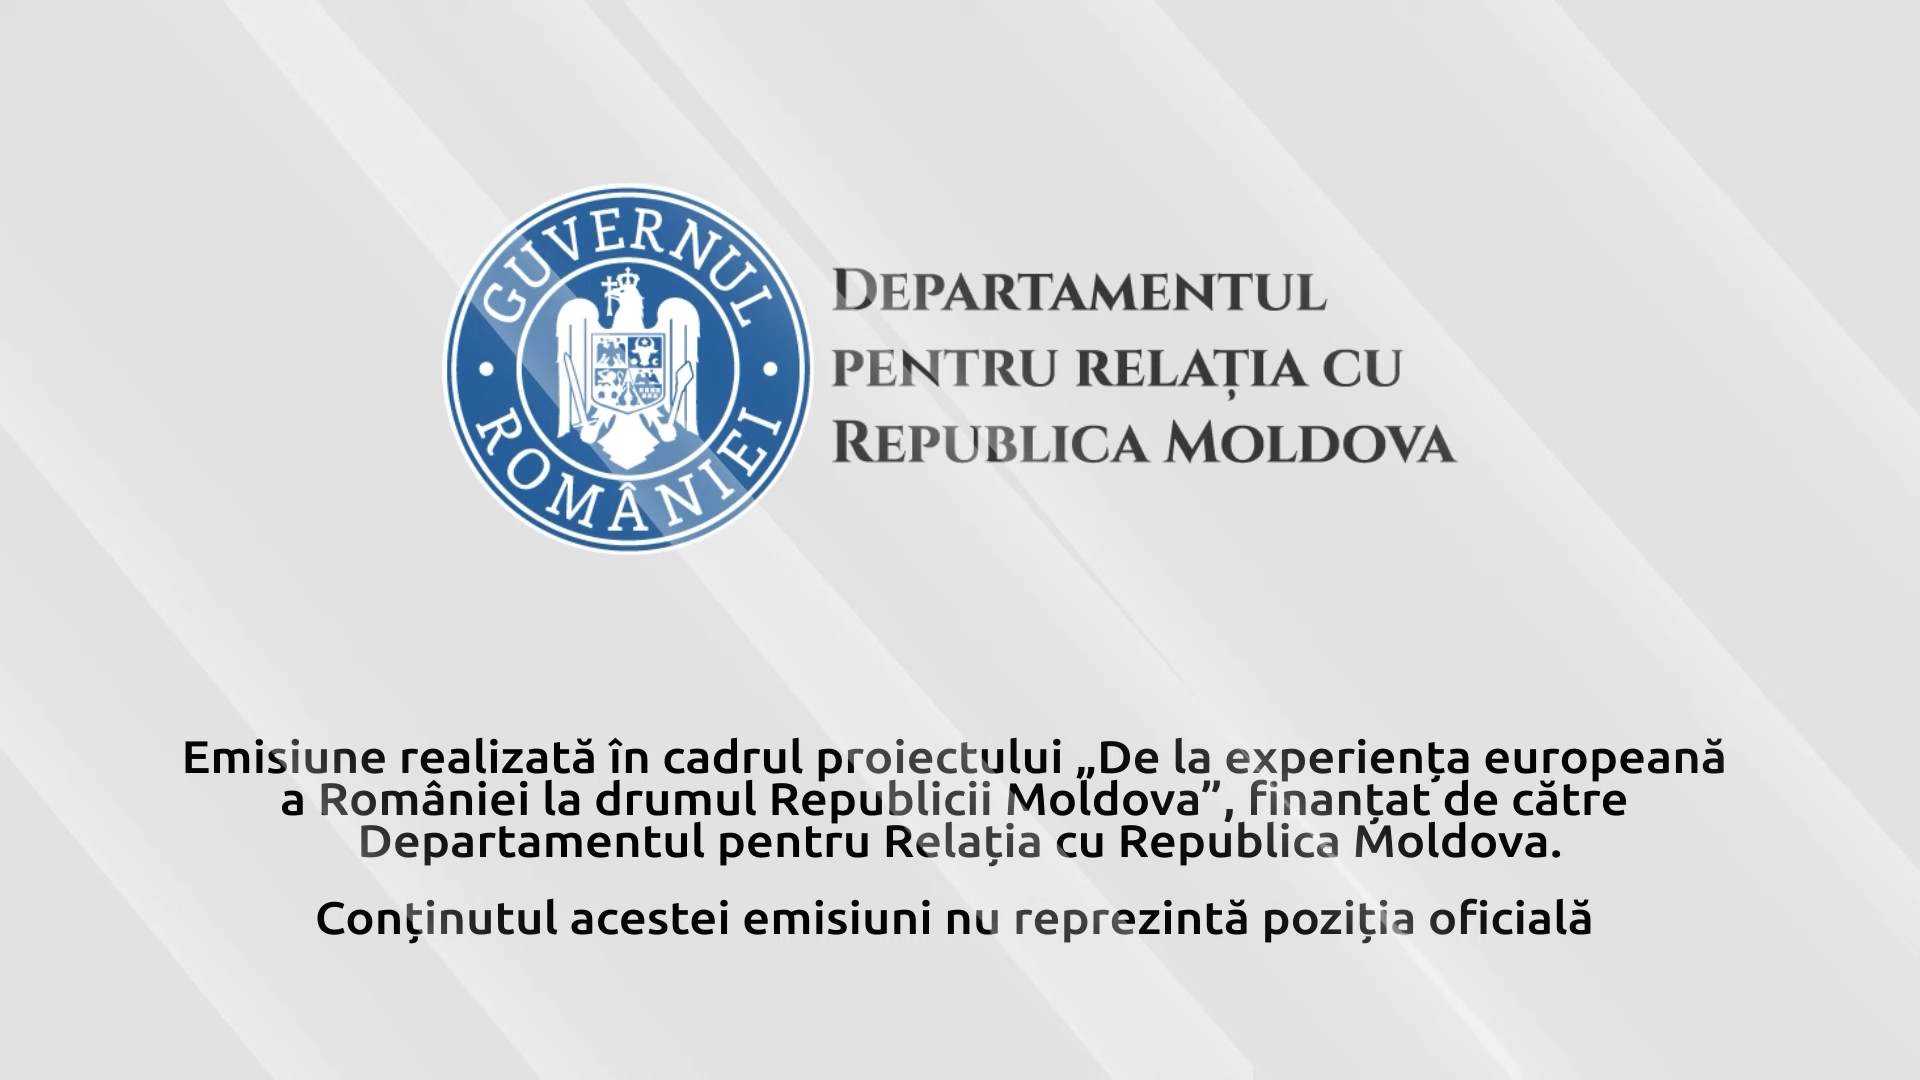 GUVERNUL
ROMÂNIEI
DEPARTAMENTUL
PENTRU RELAȚIA CU
REPUBLICA MOLDOVA
Emisiune realizată în cadrul proiectului „De la experiența europeană
a României la drumul Republicii Moldova”, finanțat de către
Departamentul pentru Relația cu Republica Moldova.
Conținutul acestei emisiuni nu reprezintă poziția oficială